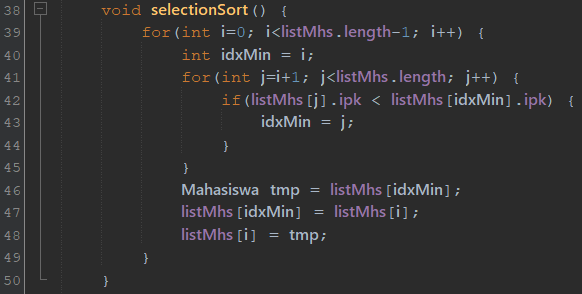 38 void selectionSort() {
39 for(int i=0; i<listMhs.length-1; i++) {
40 int idxMin = i;
41 for(int j=i+1; j<listMhs.length; j++) {
42 if(listMhs[j].ipk < listMhs[idxMin].ipk) {
43 idxMin = j;
44 }
45 }
46 Mahasiswa tmp = listMhs[idxMin];
47 listMhs[idxMin] = listMhs[i];
48 listMhs[i] = tmp;
49 }
50 }